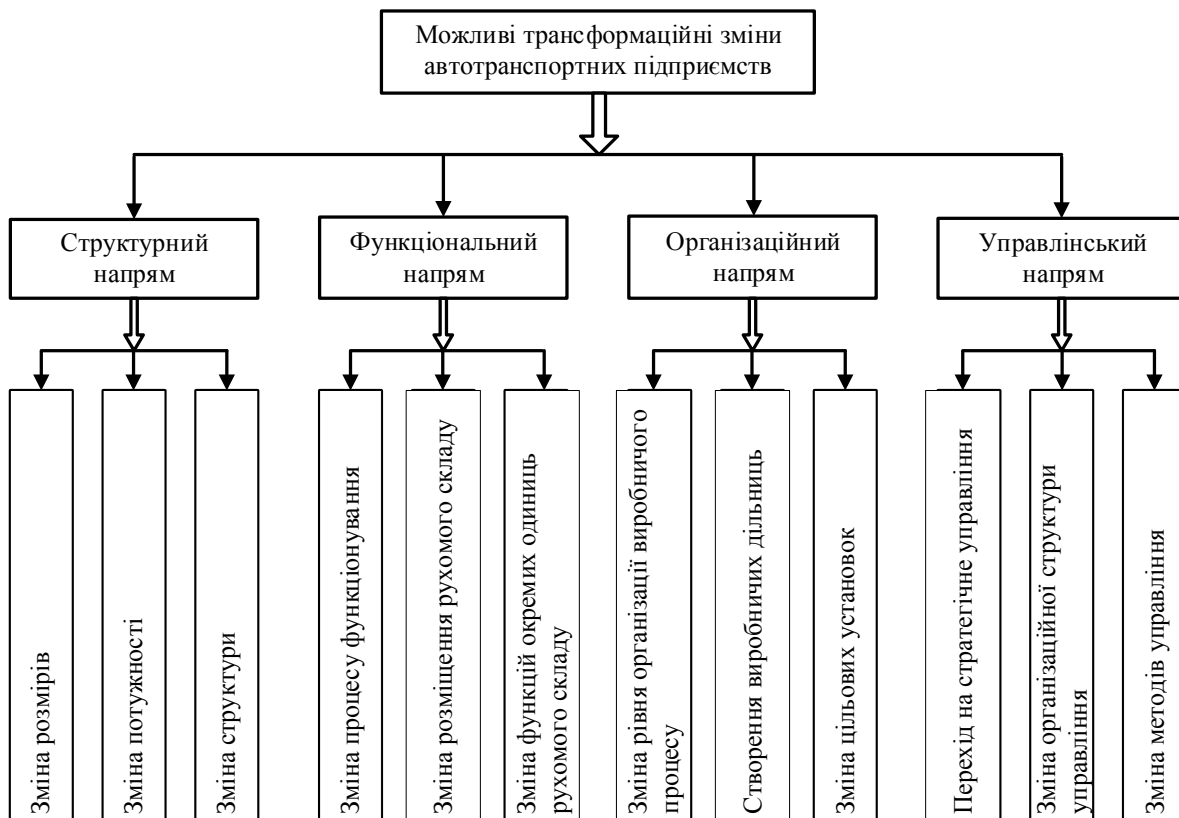 Можливі трансформаційні зміни
автотранспортних підприємств
Структурний
напрям
Функціональний
напрям
Організаційний
напрям
Управлінський
напрям
Зміна розмірів
Зміна потужності
Зміна структури
Зміна процесу функціонування
Зміна розміщення рухомого складу
Зміна функцій окремих одиниць
рухомого складу
Зміна рівня організації виробничого
процесу
Створення виробничих дільниць
Зміна цільових установок
Перехід на стратегічне управління
Зміна організаційної структури
управління
Зміна методів управління